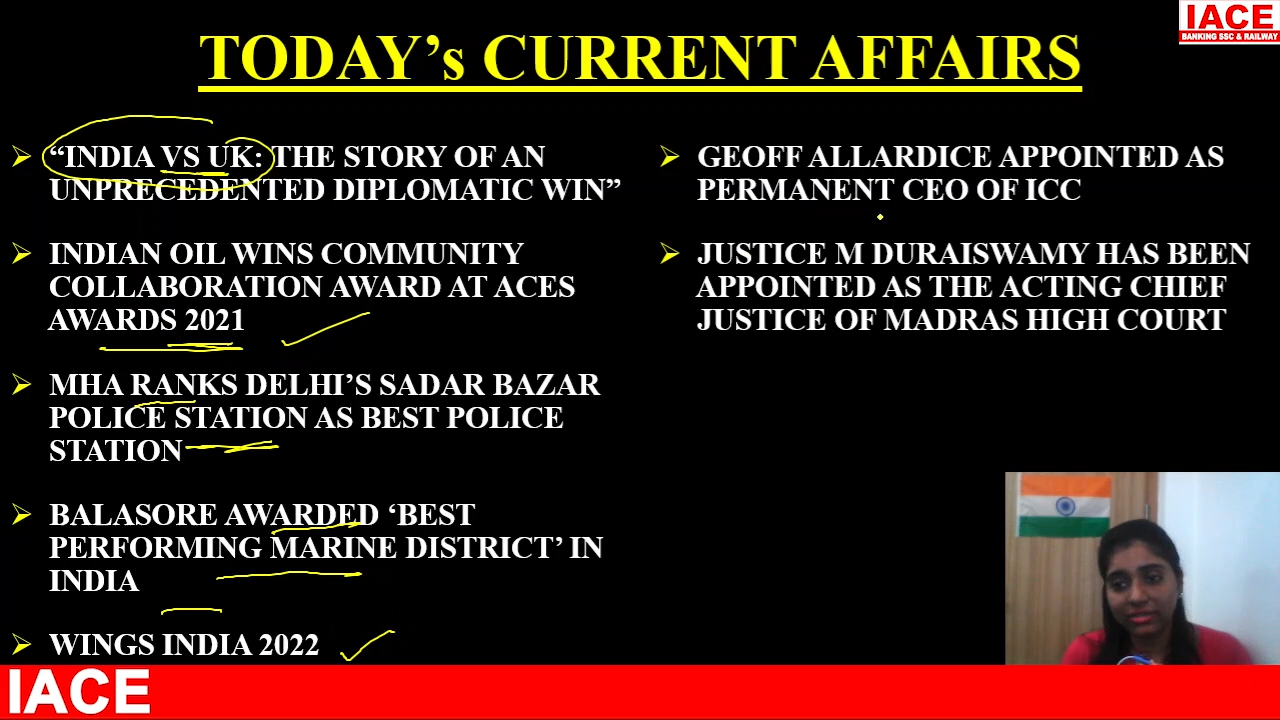 IACE
BANKING SSC & RAILWAY
TODAY’s CURRENT AFFAIRS
“INDIA VS UK: THE STORY OF AN
UNPRECEDENTED DIPLOMATIC WIN”
INDIAN OIL WINS COMMUNITY
COLLABORATION AWARD AT ACES
AWARDS 2021
MHA RANKS DELHI’S SADAR BAZAR
POLICE STATION AS BEST POLICE
STATION
BALASORE AWARDED ‘BEST
PERFORMING MARINE DISTRICT’ IN
INDIA
WINGS INDIA 2022
GEOFF ALLARDICE APPOINTED AS
PERMANENT CEO OF ICC
JUSTICE M DURAISWAMY HAS BEEN
APPOINTED AS THE ACTING CHIEF
JUSTICE OF MADRAS HIGH COURT
IACE